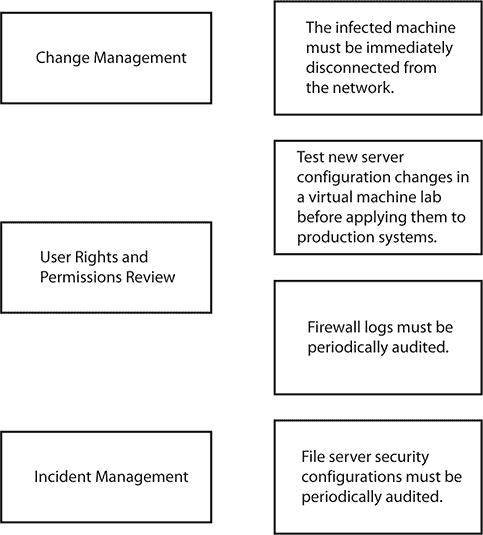 Change Management
The infected machine
must be immediately
disconnected from
the network.
Test new server
configuration changes in
a virtual machine lab
before applying them to
production systems.
User Rights and
Permissions Review
Firewall logs must be
periodically audited.
Incident Management
File server security
configurations must be
periodically audited.